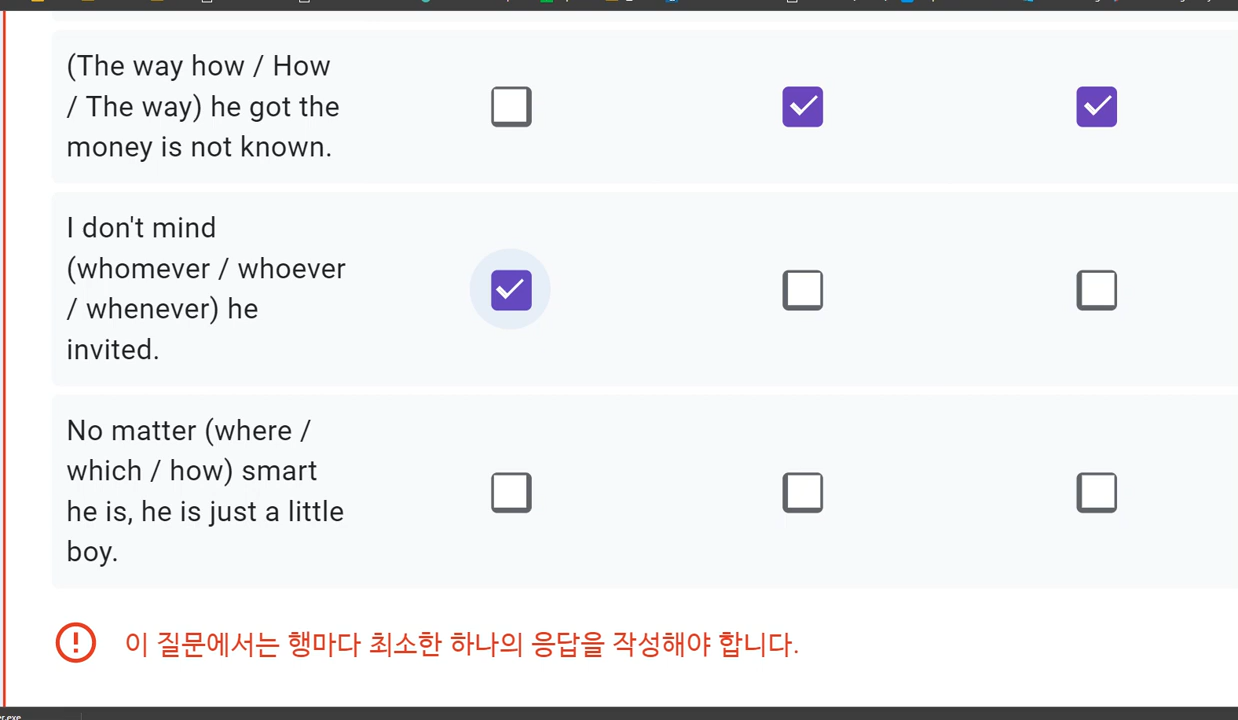 (The way how / How
/ The way) he got the
money is not known.
I don't mind
(whomever / whoever
/ whenever) he
invited.
No matter (where /
which / how) smart
he is, he is just a little
boy.
이 질문에서는 행마다 최소한 하나의 응답을 작성해야 합니다.
er.exe